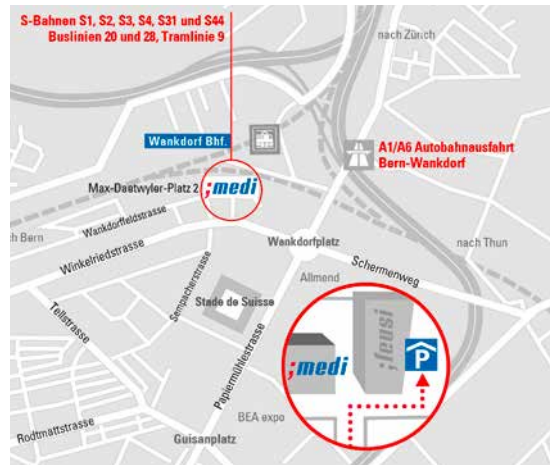 S-Bahnen S1, S2, S3, S4, S31 und S44
Buslinien 20 und 28, Tramlinie 9
nach Zürich
Wankdorf Bhf.
A1/A6 Autobahnausfahrt
Bern-Wankdorf
Max-Daetwyler-Platz 2
;medi
Wankdorffeldstrasse
ch Bern
Winkelriedstrasse
Wankdorfplatz
nach Thun
Schermenweg
Sempacherstrasse
Allmend
Stade de Suisse
Tellstrasse
Papiermühlestrasse
;medi
P
BEA expo
Rodtmattstrasse
Guisanplatz